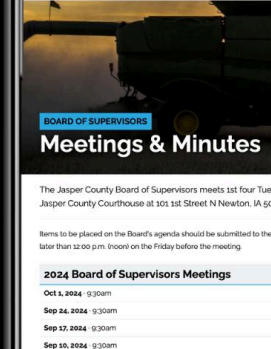 BOARD OF SUPERVISORS
Meetings & Minutes
The Jasper County Board of Supervisors meets 1st four Tue
Jasper County Courthouse at 101 1st Street N Newton, IA 50
Items to be placed on the Board's agenda should be submitted to the
later than 12:00 p.m. (noon) on the Friday before the meeting.
2024 Board of Supervisors Meetings
Oct 1, 2024 · 9:30am
Sep 24, 2024 · 9:30am
Sep 17, 2024 · 9:30am
Sep 10, 2024 · 9:30am